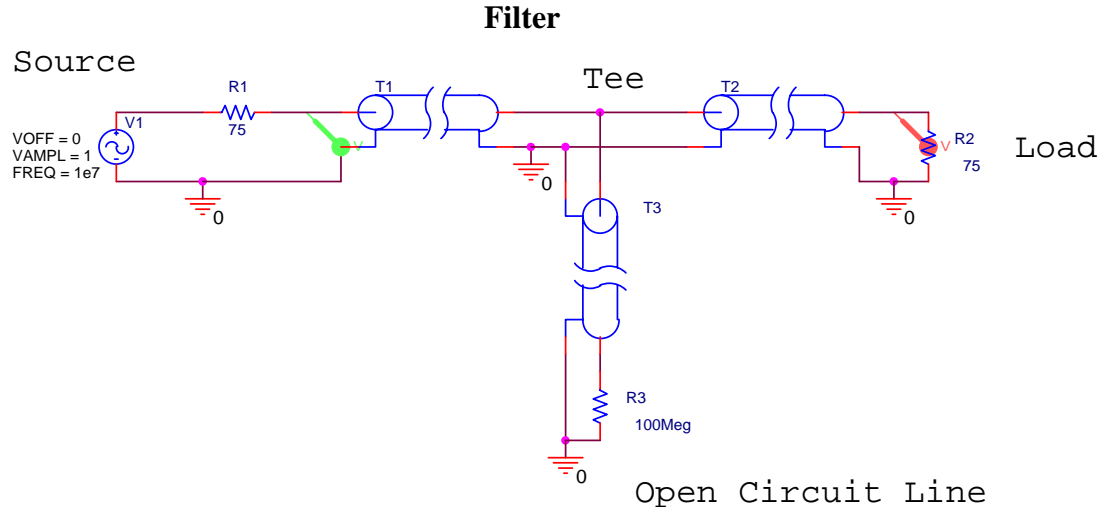 Filter
Source
Tee
Load
R1
75
T1
T2
V1
VOFF = 0
VAMPL = 1
FREQ = 1e7
V
V
R2
75
0
0
0
T3
R3
100Meg
0
Open Circuit Line